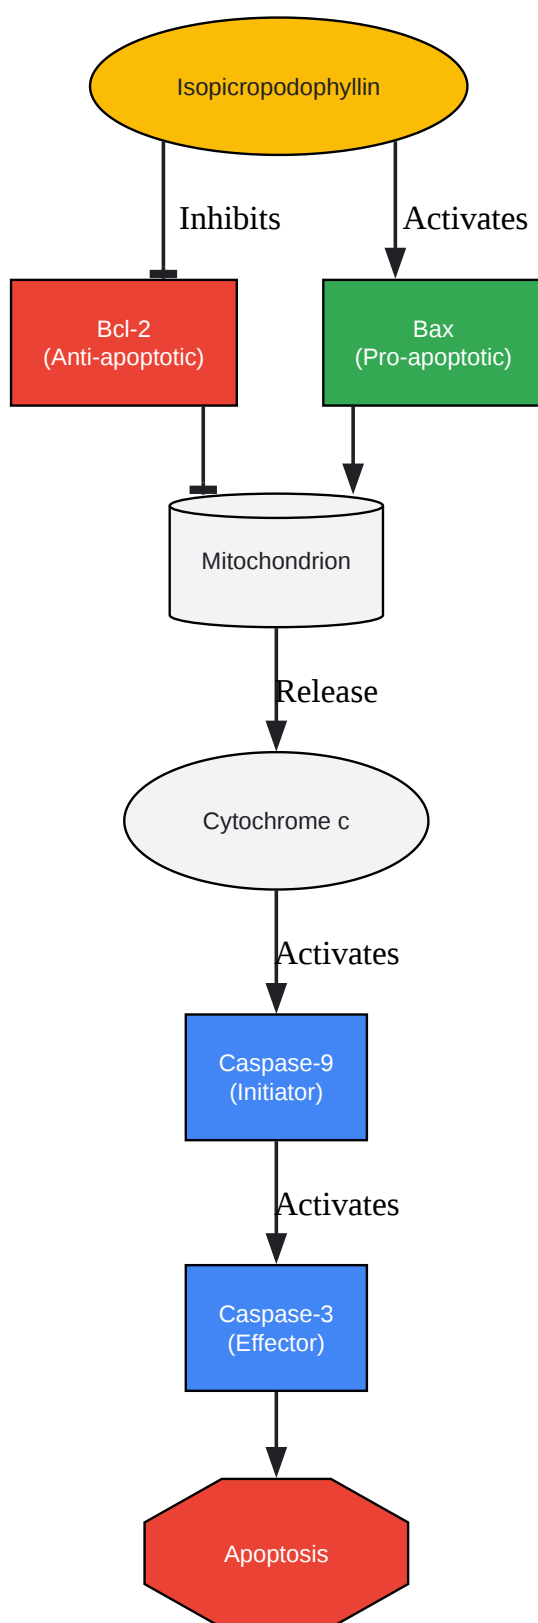 Isopicropodophyllin
Inhibits
Activates
Bcl-2
(Anti-apoptotic)
Bax
(Pro-apoptotic)
Mitochondrion
Release
Cytochrome c
Activates
Caspase-9
(Initiator)
Activates
Caspase-3
(Effector)
Apoptosis